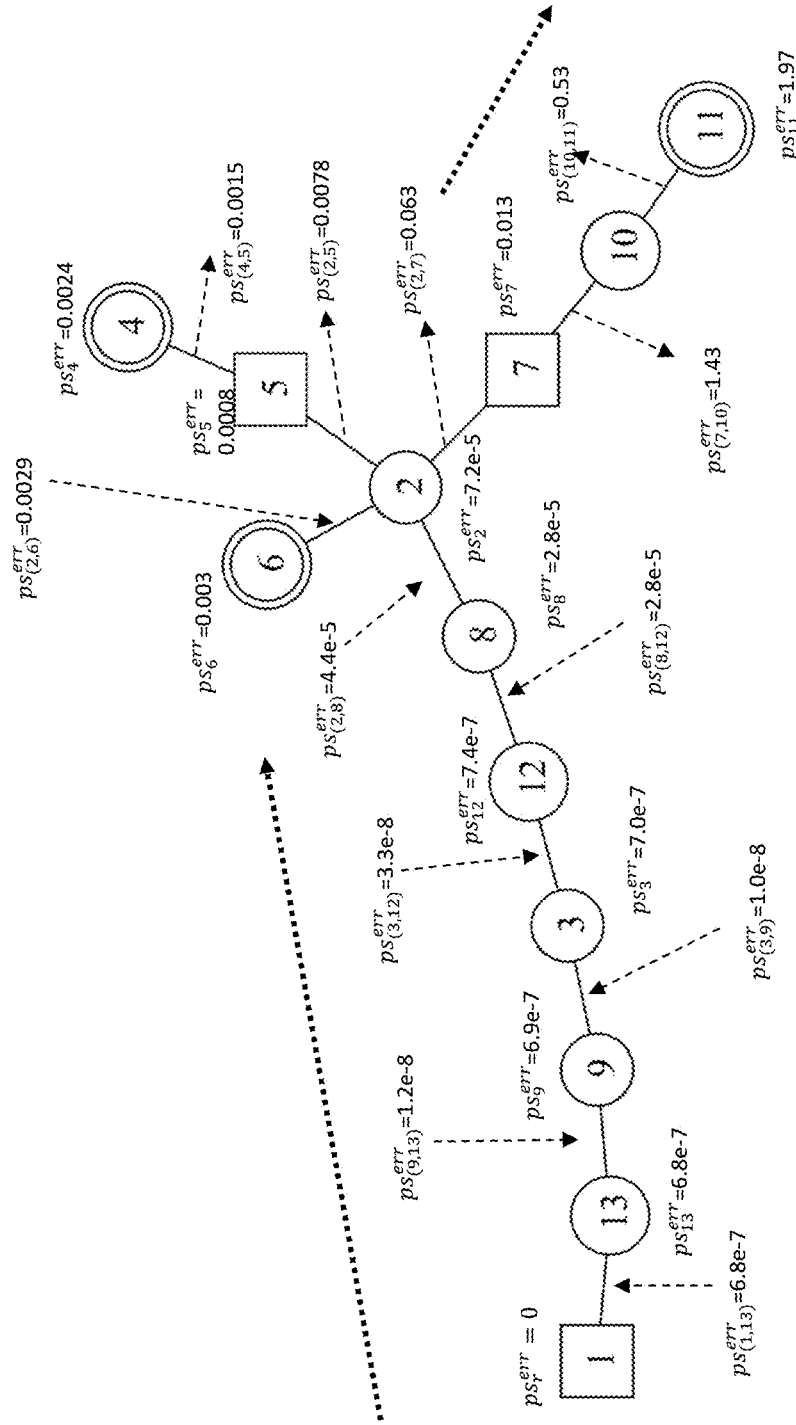 ps_r^err = 0
1
ps_(1,13)^err=6.8e-7
13
ps_13^err=6.8e-7
ps_(9,13)^err=1.2e-8
9
ps_9^err=6.9e-7
ps_(3,9)^err=1.0e-8
3
ps_3^err=7.0e-7
ps_(3,12)^err=3.3e-8
12
ps_12^err=7.4e-7
ps_(8,12)^err=2.8e-5
8
ps_8^err=2.8e-5
ps_(2,8)^err=4.4e-5
2
ps_2^err=7.2e-5
ps_(2,6)^err=0.0029
6
ps_6^err=0.003
ps_(2,5)^err=0.0078
5
ps_5^err =
0.0008
ps_(4,5)^err=0.0015
4
ps_4^err=0.0024
ps_(2,7)^err=0.063
7
ps_7^err=0.013
ps_(7,10)^err=1.43
10
ps_(10,11)^err=0.53
11
ps_11^err=1.97